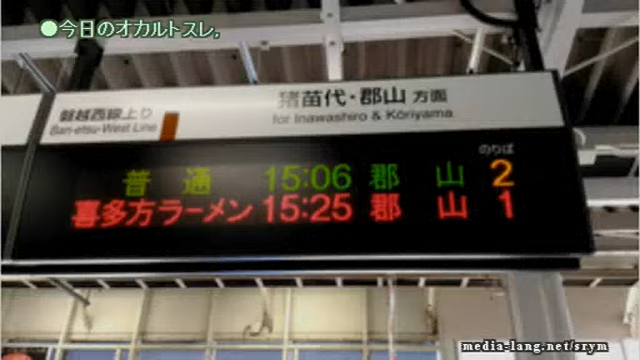 ●今日のオカルトスレ，
磐越西線上り
Ban-etsu-West Line
猪苗代・郡山 方面
for Inawashiro & Kōriyama
のりば
普通 15:06 郡山 2
喜多方ラーメン 15:25 郡山 1
media-lang.net/srym